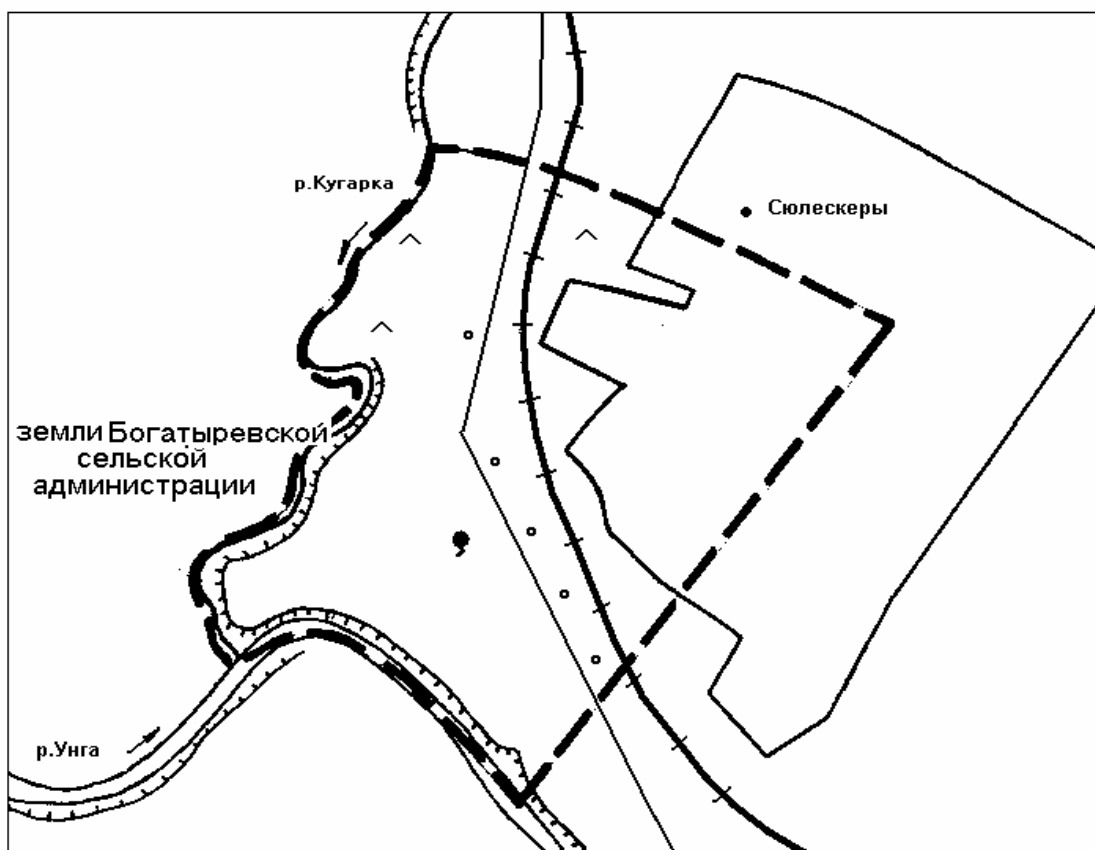 р.Кугарка
Сюлескеры
земли Богатыревской
сельской
администрации
р.Унга